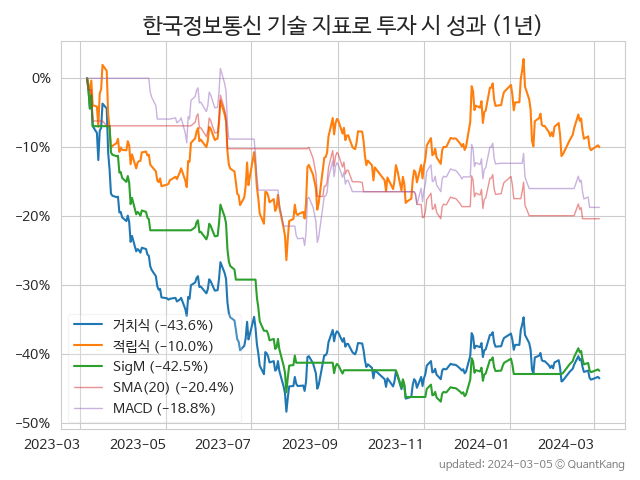 한국정보통신 기술 지표로 투자 시 성과 (1년)
0%
−10%
−20%
−30%
−40%
−50%
거치식 (−43.6%)
적립식 (−10.0%)
SigM (−42.5%)
SMA(20) (−20.4%)
MACD (−18.8%)
2023−03 2023−05 2023−07 2023−09 2023−11 2024−01 2024−03
updated: 2024−03−05 © QuantKang